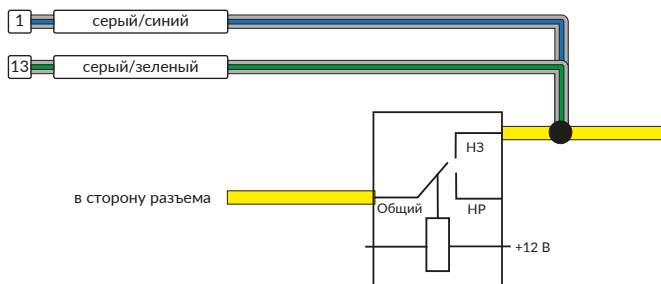 1 серый/синий
13 серый/зеленый
НЗ
в сторону разъема
Общий НР
+12 В